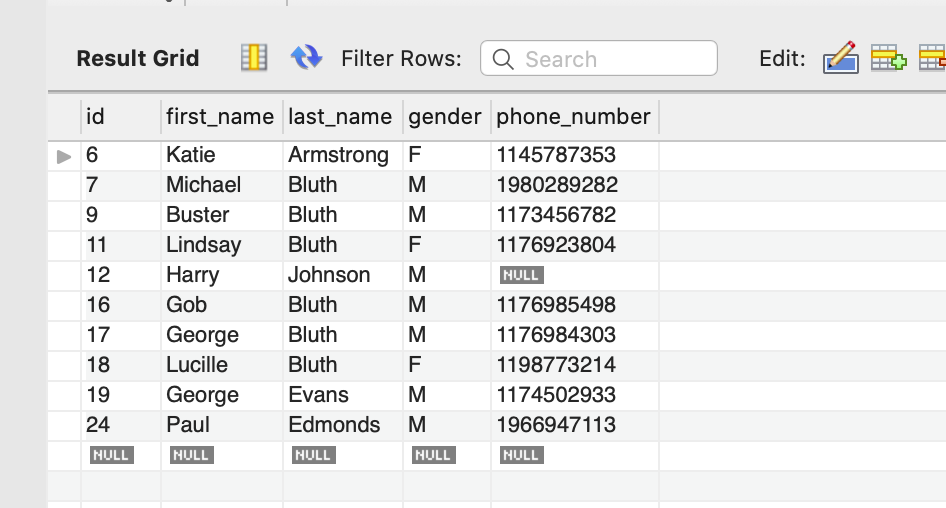 Result Grid Filter Rows: Search Edit:
id first_name last_name gender phone_number
6 Katie Armstrong F 1145787353
7 Michael Bluth M 1980289282
9 Buster Bluth M 1173456782
11 Lindsay Bluth F 1176923804
12 Harry Johnson M NULL
16 Gob Bluth M 1176985498
17 George Bluth M 1176984303
18 Lucille Bluth F 1198773214
19 George Evans M 1174502933
24 Paul Edmonds M 1966947113
NULL NULL NULL NULL NULL